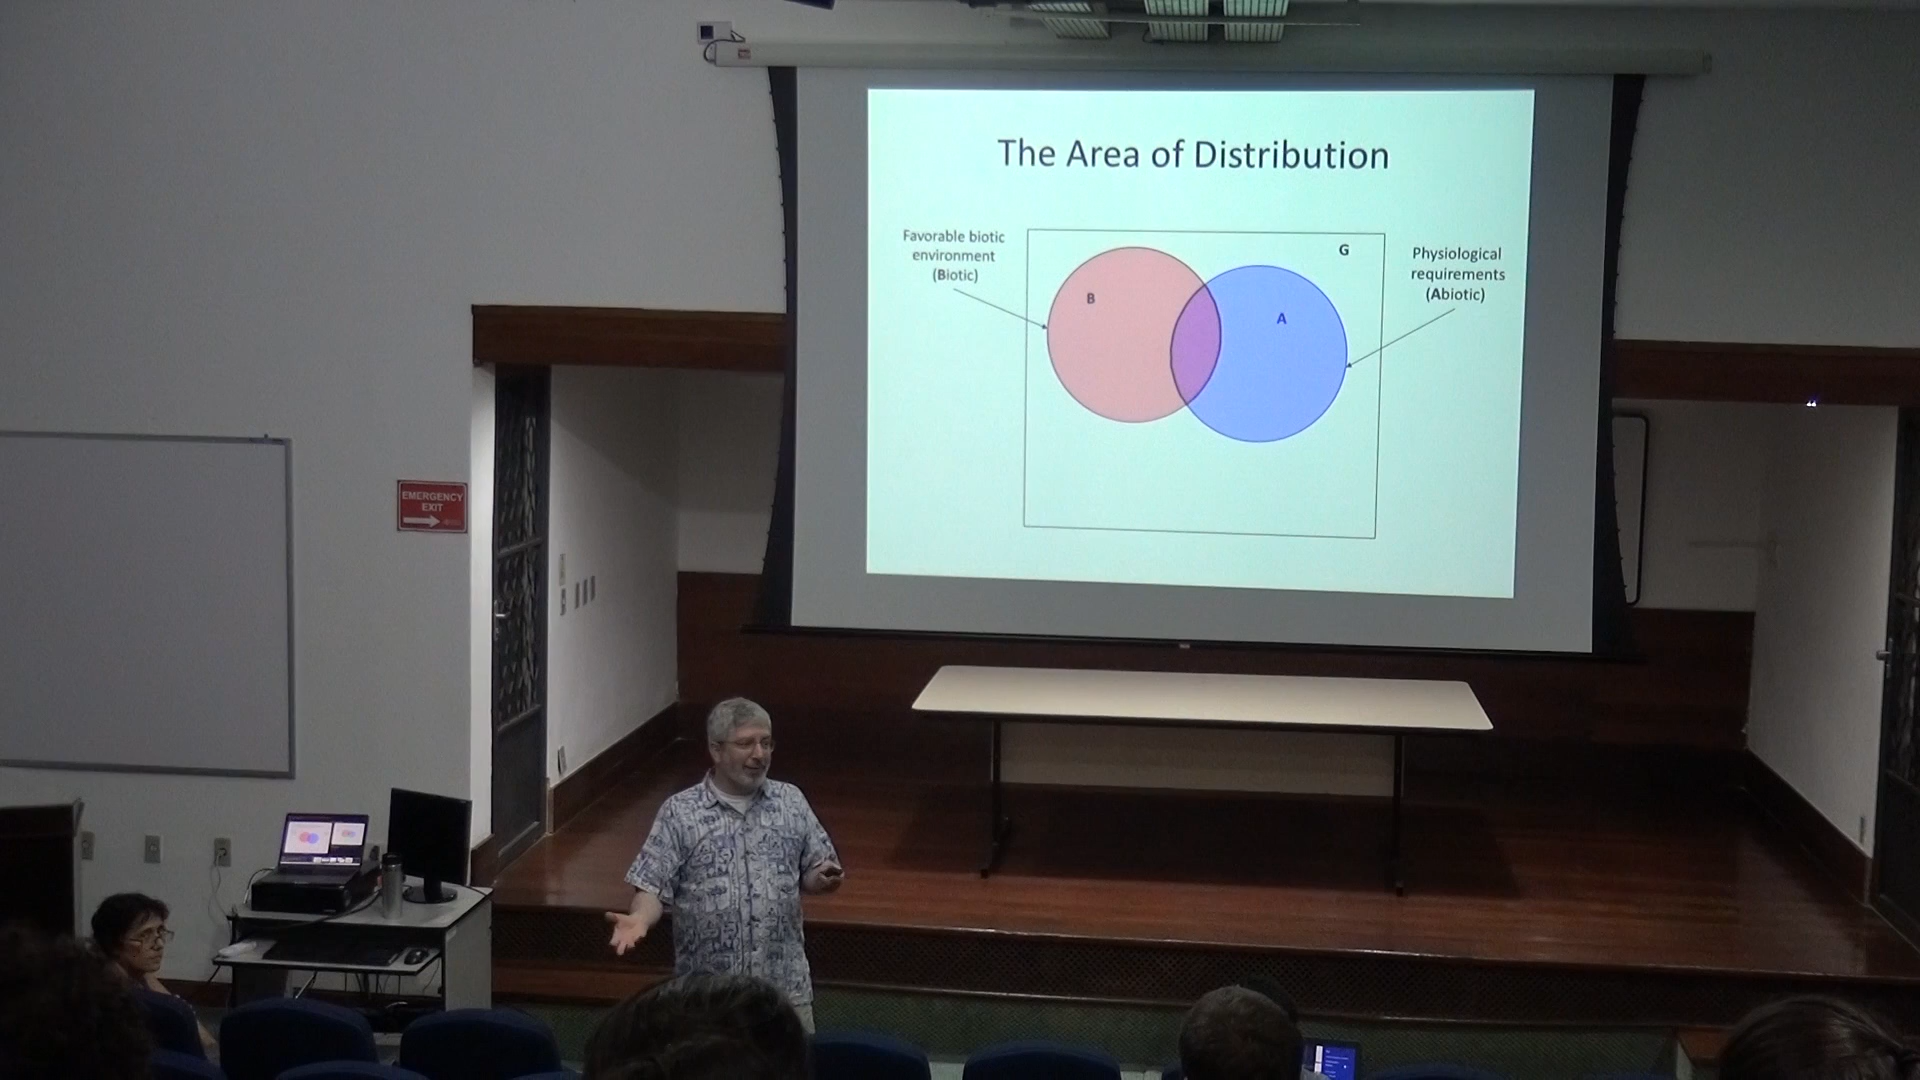 The Area of Distribution
Favorable biotic
environment
(Biotic)
G
Physiological
requirements
(Abiotic)
B
A
EMERGENCY
EXIT